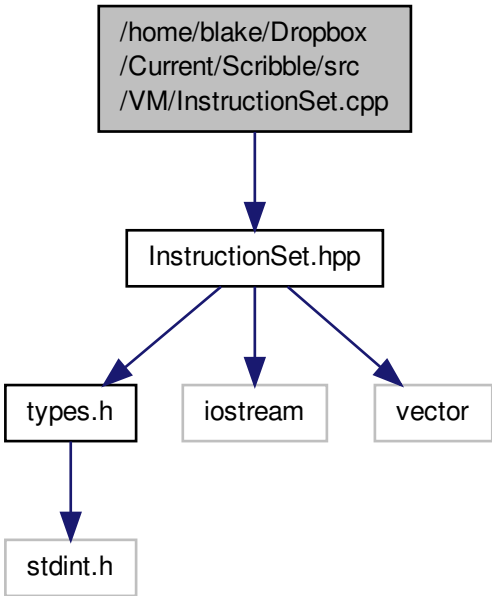 /home/blake/Dropbox
/Current/Scribble/src
/VM/InstructionSet.cpp
InstructionSet.hpp
types.h
iostream
vector
stdint.h